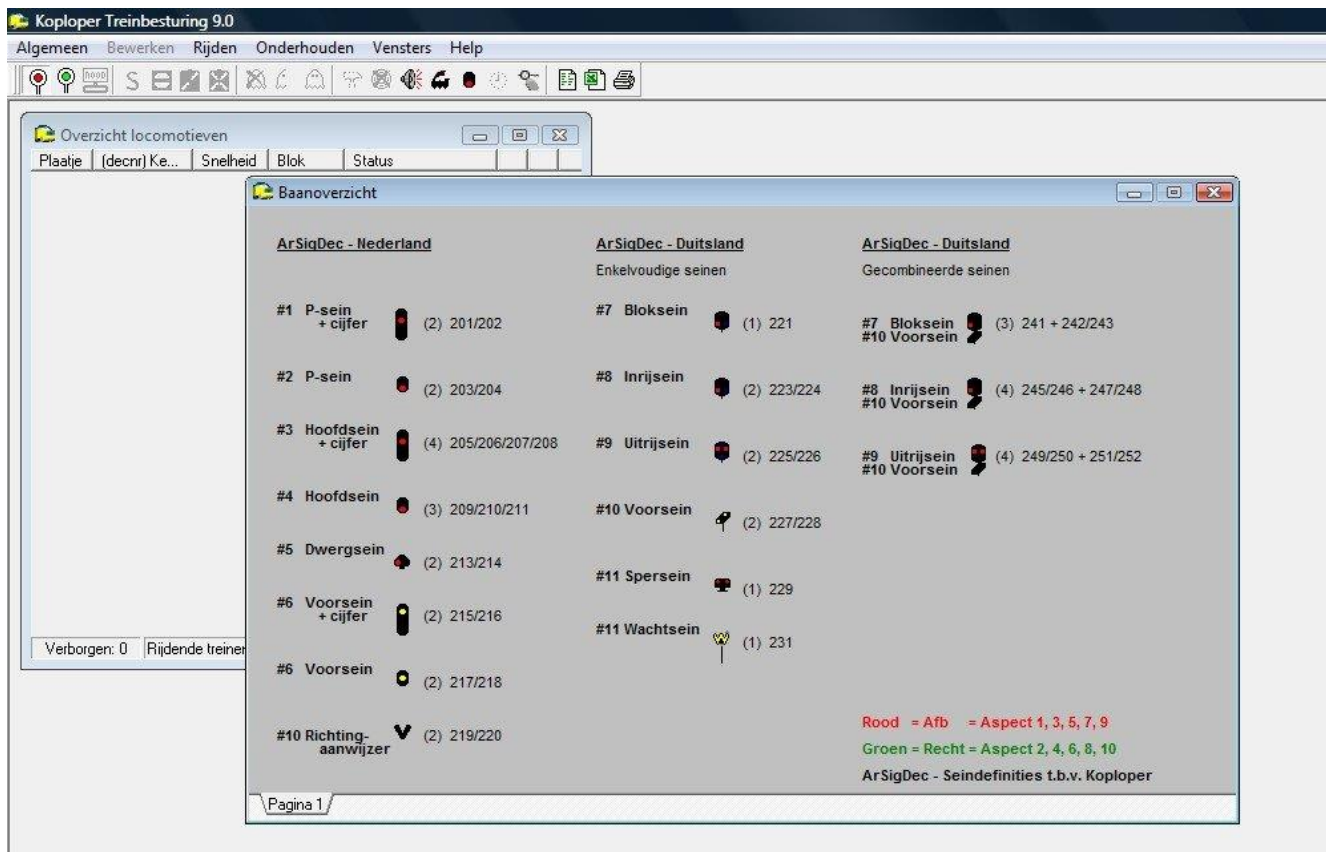 Koploper Treinbesturing 9.0
Algemeen Bewerken Rijden Onderhouden Vensters Help
Overzicht locomotieven
Plaatje (decnr) Ke... Snelheid Blok Status
Verborgen: 0 Rijdende treiner
Baanoverzicht
ArSigDec - Nederland
#1 P-sein
+ cijfer (2) 201/202
#2 P-sein (2) 203/204
#3 Hoofdsein
+ cijfer (4) 205/206/207/208
#4 Hoofdsein (3) 209/210/211
#5 Dwergsein (2) 213/214
#6 Voorsein
+ cijfer (2) 215/216
#6 Voorsein (2) 217/218
#10 Richting-
aanwijzer (2) 219/220
ArSigDec - Duitsland
Enkelvoudige seinen
#7 Bloksein (1) 221
#8 Inrijsein (2) 223/224
#9 Uitrijsein (2) 225/226
#10 Voorsein (2) 227/228
#11 Spersein (1) 229
#11 Wachtsein (1) 231
ArSigDec - Duitsland
Gecombineerde seinen
#7 Bloksein (3) 241 + 242/243
#10 Voorsein
#8 Inrijsein (4) 245/246 + 247/248
#10 Voorsein
#9 Uitrijsein (4) 249/250 + 251/252
#10 Voorsein
Rood = Afb = Aspect 1, 3, 5, 7, 9
Groen = Recht = Aspect 2, 4, 6, 8, 10
ArSigDec - Seindefinities t.b.v. Koploper
Pagina 1